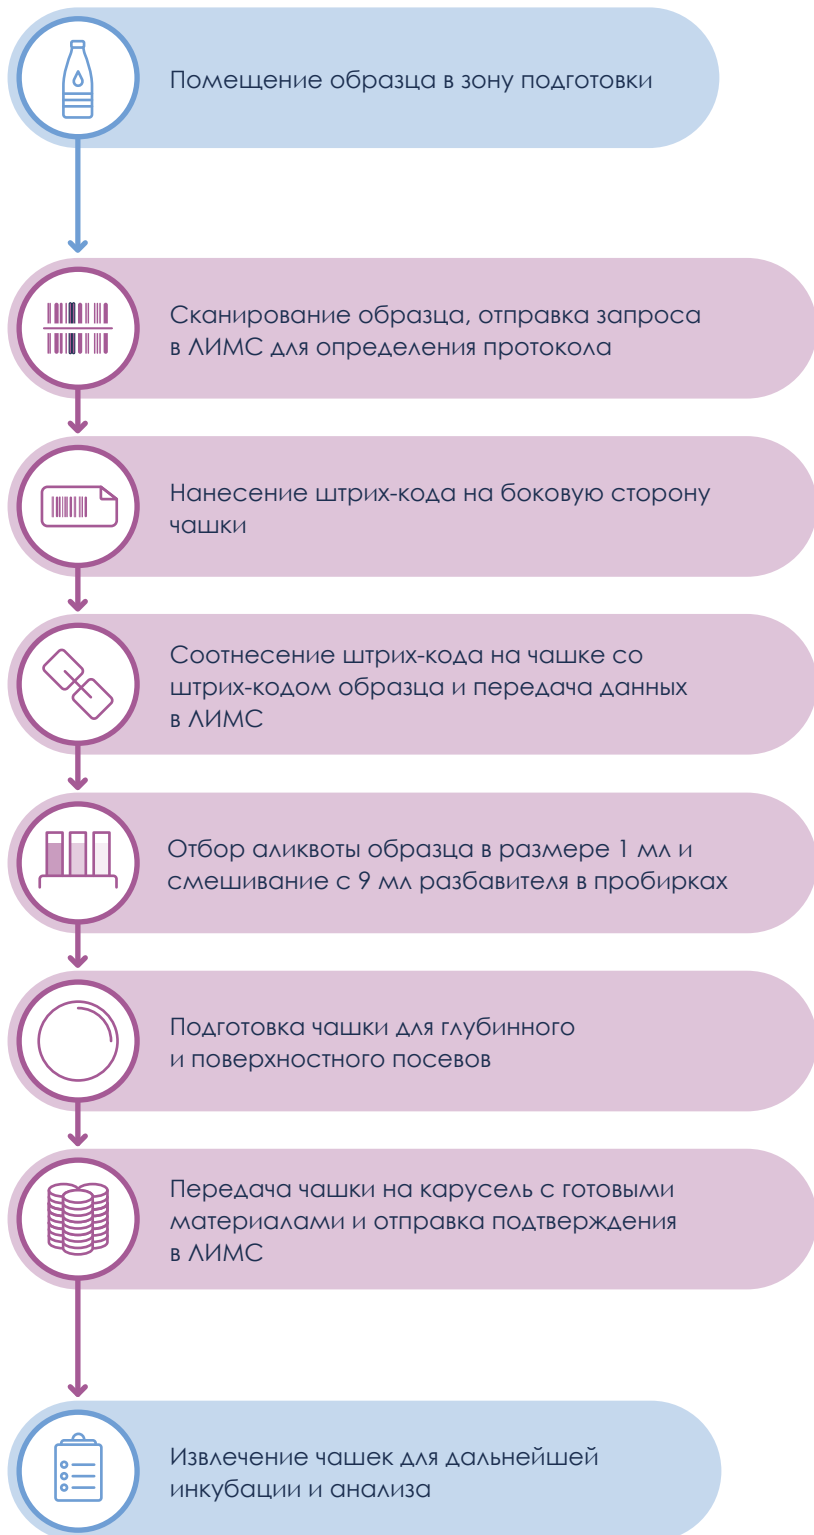 Помещение образца в зону подготовки
Сканирование образца, отправка запроса
в ЛИМС для определения протокола
Нанесение штрих-кода на боковую сторону
чашки
Соотнесение штрих-кода на чашке со
штрих-кодом образца и передача данных
в ЛИМС
Отбор аликвоты образца в размере 1 мл и
смешивание с 9 мл разбавителя в пробирках
Подготовка чашки для глубинного
и поверхностного посевов
Передача чашки на карусель с готовыми
материалами и отправка подтверждения
в ЛИМС
Извлечение чашек для дальнейшей
инкубации и анализа